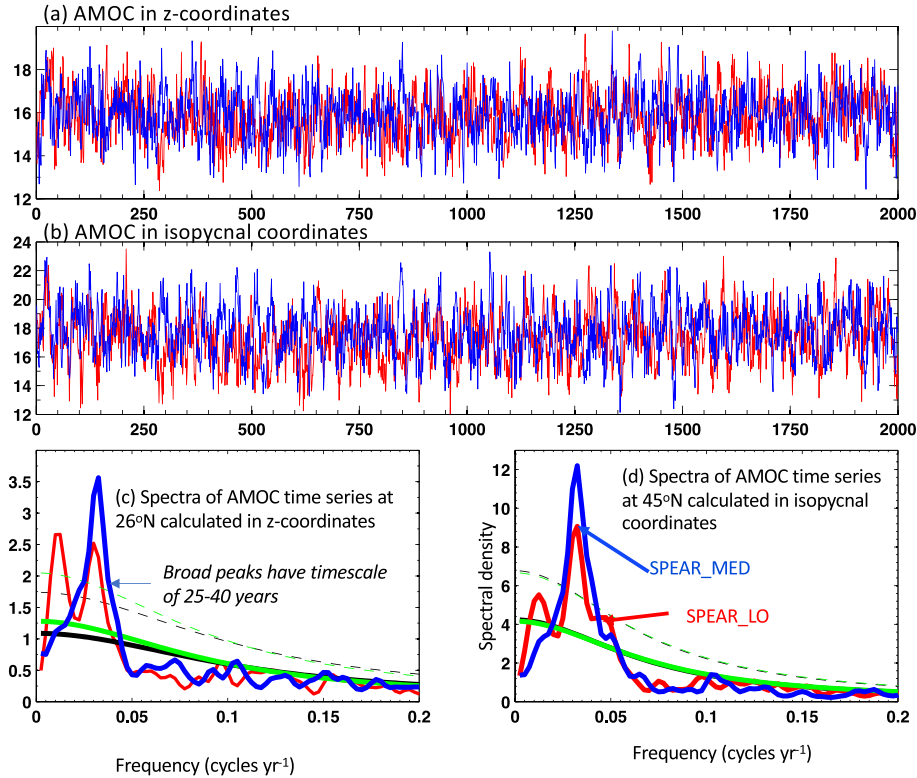 (a) AMOC in z-coordinates
18
16
14
12
0 250 500 750 1000 1250 1500 1750 2000
(b) AMOC in isopycnal coordinates
24
22
20
18
16
14
12
0 250 500 750 1000 1250 1500 1750 2000
3.5
3
2.5
2
1.5
1
0.5
0
0 0.05 0.1 0.15 0.2
(c) Spectra of AMOC time series at
26oN calculated in z-coordinates
Broad peaks have timescale
of 25-40 years
Frequency (cycles yr-1)
Spectral density
12
10
8
6
4
2
0
0 0.05 0.1 0.15 0.2
(d) Spectra of AMOC time series
at 45oN calculated in isopycnal
coordinates
SPEAR_MED
SPEAR_LO
Frequency (cycles yr-1)